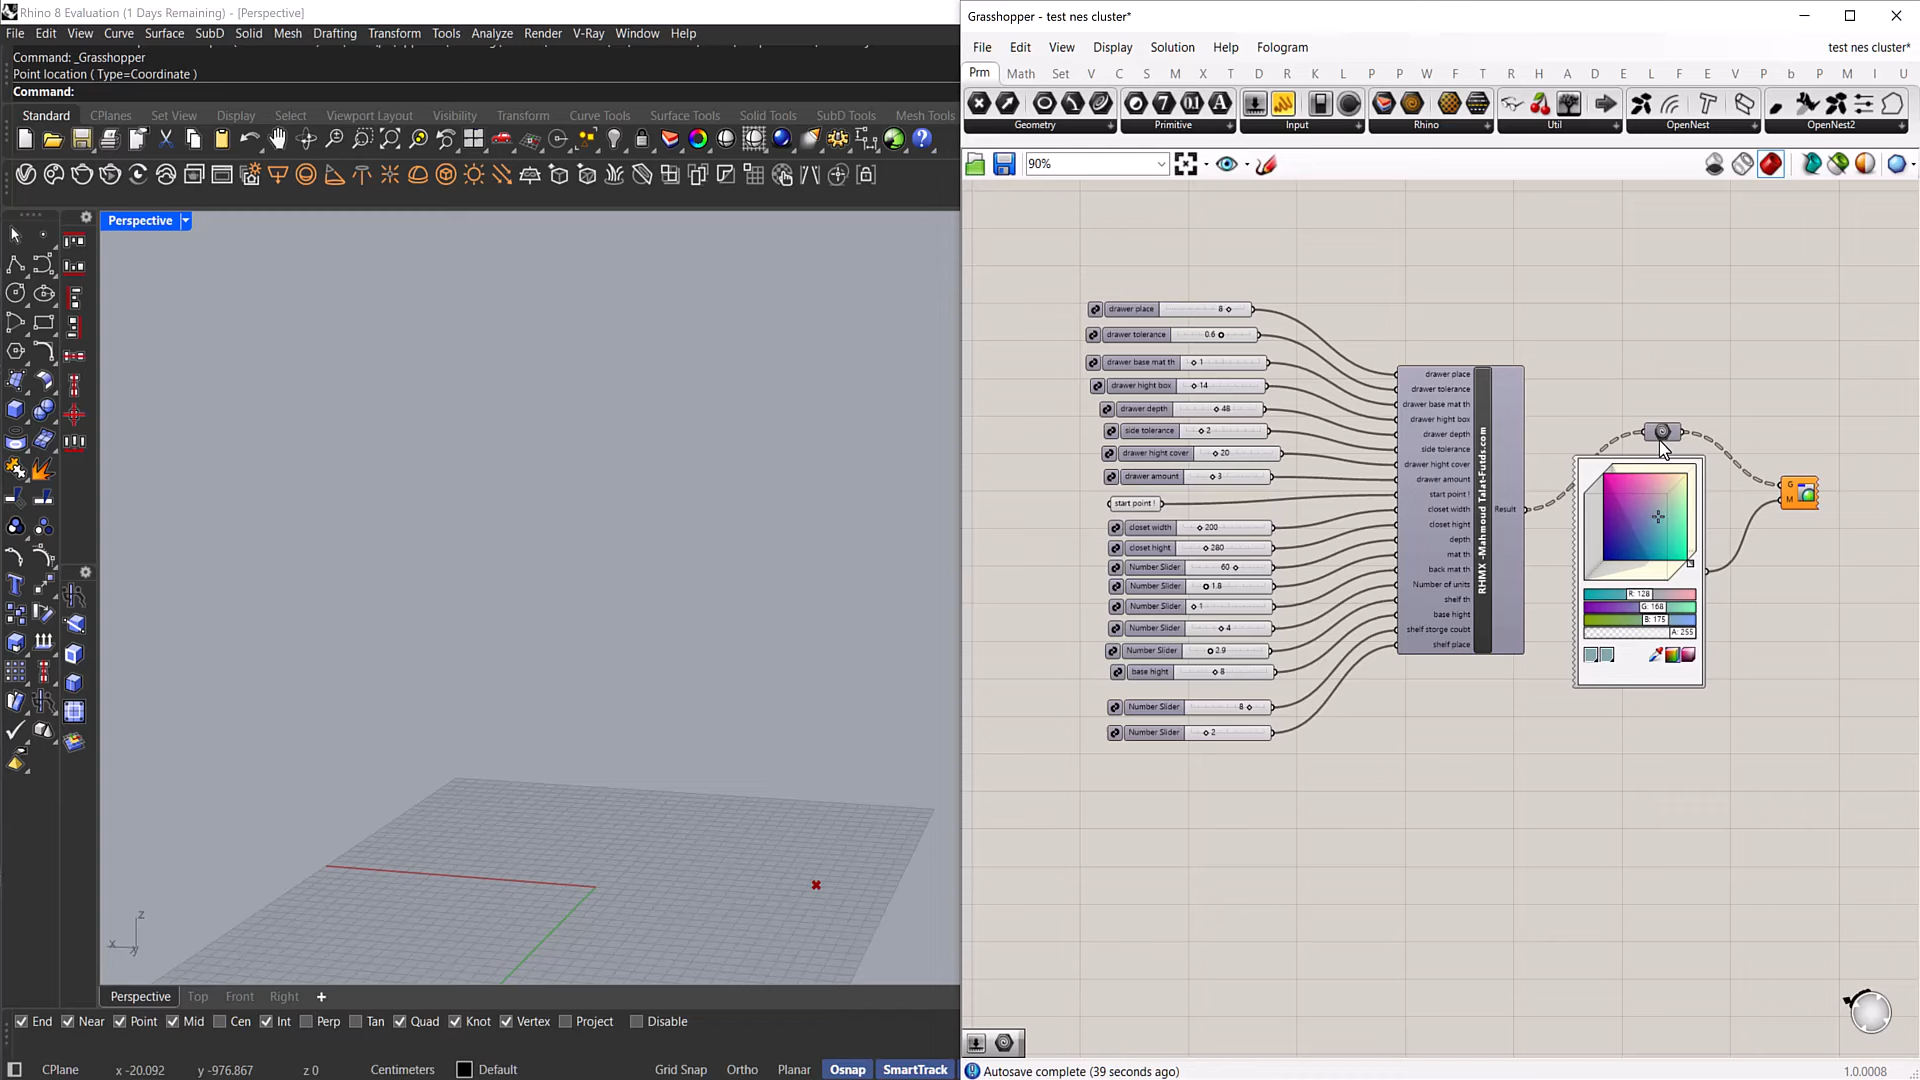 Rhino 8 Evaluation (1 Days Remaining) - [Perspective]
File Edit View Curve Surface SubD Solid Mesh Drafting Transform Tools Analyze Render V-Ray Window Help
Command: _Grasshopper
Point location ( Type=Coordinate )
Command:
Standard CPlanes Set View Display Select Viewport Layout Visibility Transform Curve Tools Surface Tools Solid Tools SubD Tools Mesh Tools
Perspective
z
x
y
Perspective Top Front Right
End Near Point Mid Cen Int Perp Tan Quad Knot Vertex Project Disable
CPlane x -20.092 y -976.867 z 0 Centimeters Default Grid Snap Ortho Planar Osnap SmartTrack
Grasshopper - test nes cluster*
File Edit View Display Solution Help Fologram test nes cluster*
Prm Math Set V C S M X T D R K L P P W F T R H A D E L F E V P b P M I U
Geometry Primitive Input Rhino Util OpenNest OpenNest2
90%
drawer place 8
drawer tolerance 0.6
drawer base mat th 1
drawer hight box 14
drawer depth 48
side tolerance 2
drawer hight cover 20
drawer amount 3
start point !
closet width 200
closet hight 280
Number Slider 60
Number Slider 1.8
Number Slider 1
Number Slider 4
Number Slider 2.9
base hight 8
Number Slider 8
Number Slider 2
drawer place
drawer tolerance
drawer base mat th
drawer hight box
drawer depth
side tolerance
drawer hight cover
drawer amount
start point !
closet width
closet hight
depth
mat th
back mat th
Number of units
shelf th
base hight
shelf storge coubt
shelf place
RHMX -Mahmoud Talat-Futds.com
Result
R: 128
G: 168
B: 175
A: 255
G
M
Autosave complete (39 seconds ago) 1.0.0008